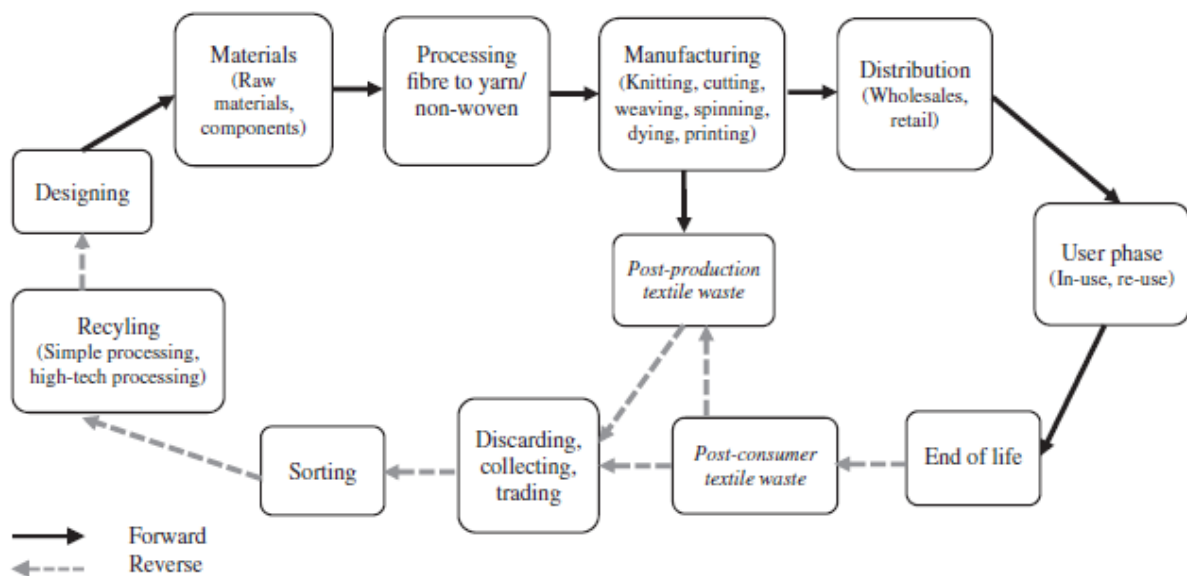 Materials
(Raw
materials,
components)
Processing
fibre to yarn/
non-woven
Manufacturing
(Knitting, cutting,
weaving, spinning,
dying, printing)
Distribution
(Wholesales,
retail)
Designing
User phase
(In-use, re-use)
Post-production
textile waste
Recyling
(Simple processing,
high-tech processing)
Discarding,
collecting,
trading
Sorting
Post-consumer
textile waste
End of life
Forward
Reverse